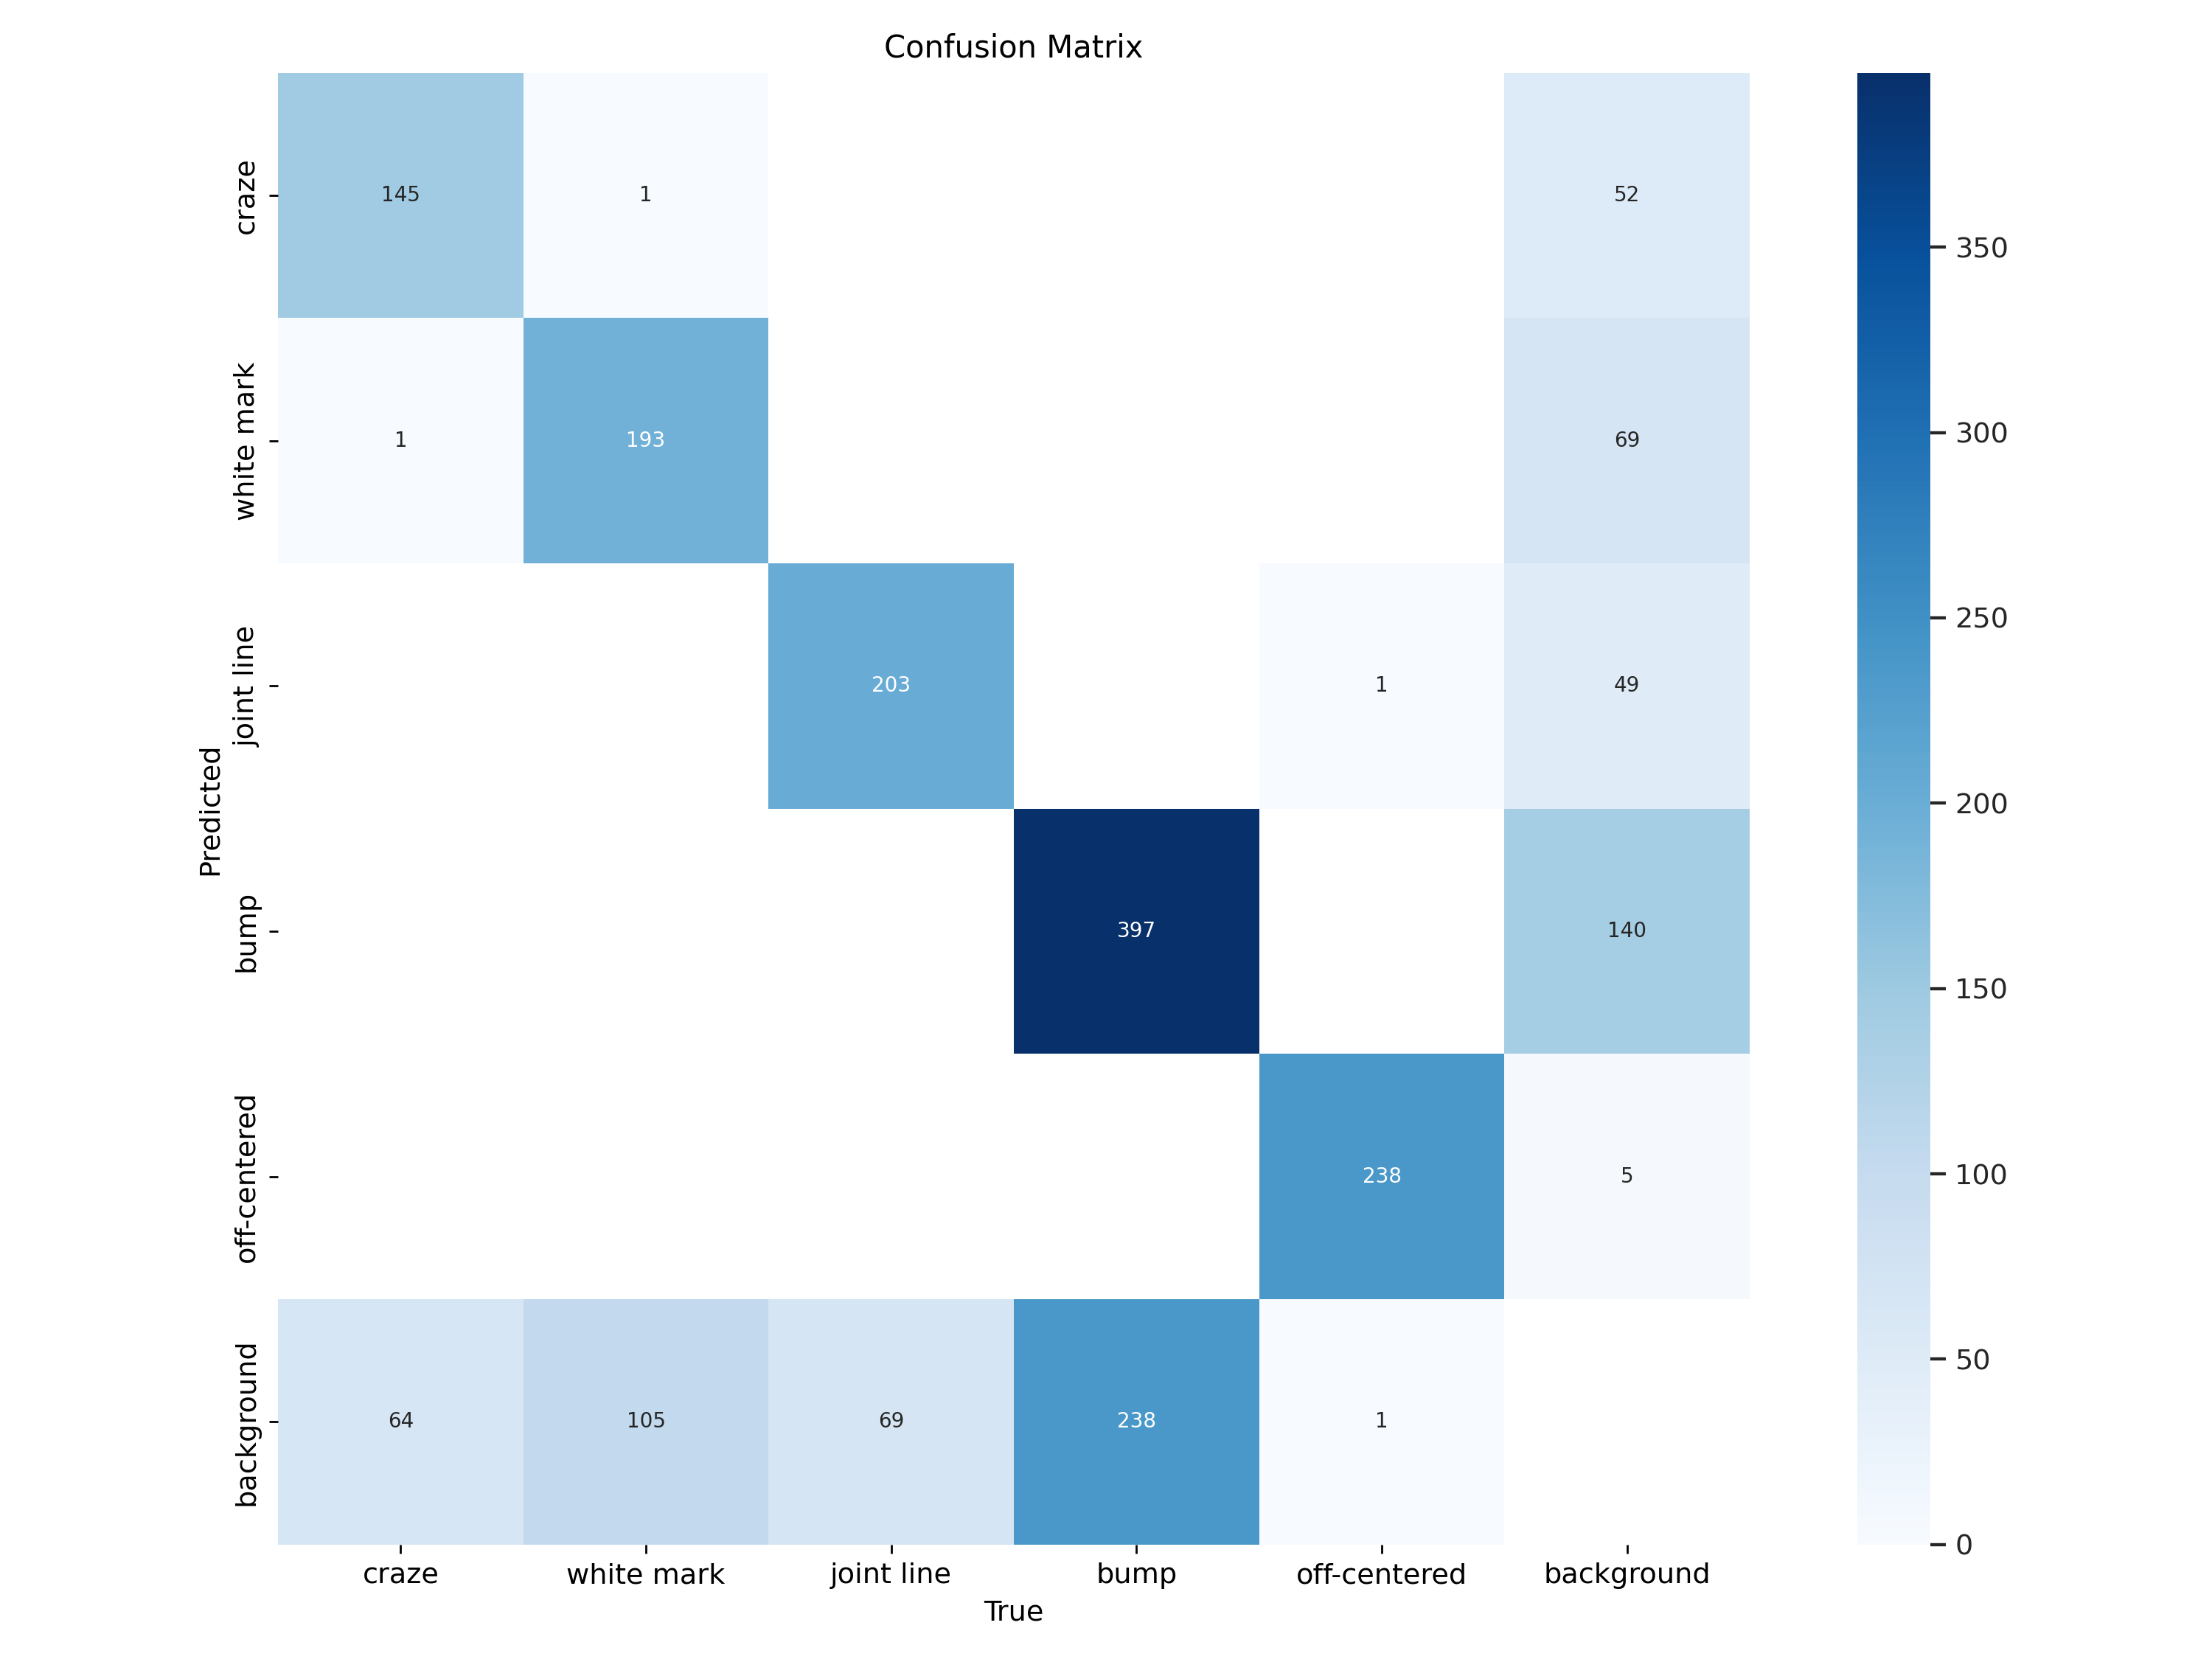 Confusion Matrix
craze
145
1
52
white mark
1
193
69
joint line
203
1
49
Predicted
bump
397
140
off-centered
238
5
background
64
105
69
238
1
craze
white mark
joint line
bump
off-centered
background
True
350
300
250
200
150
100
50
0